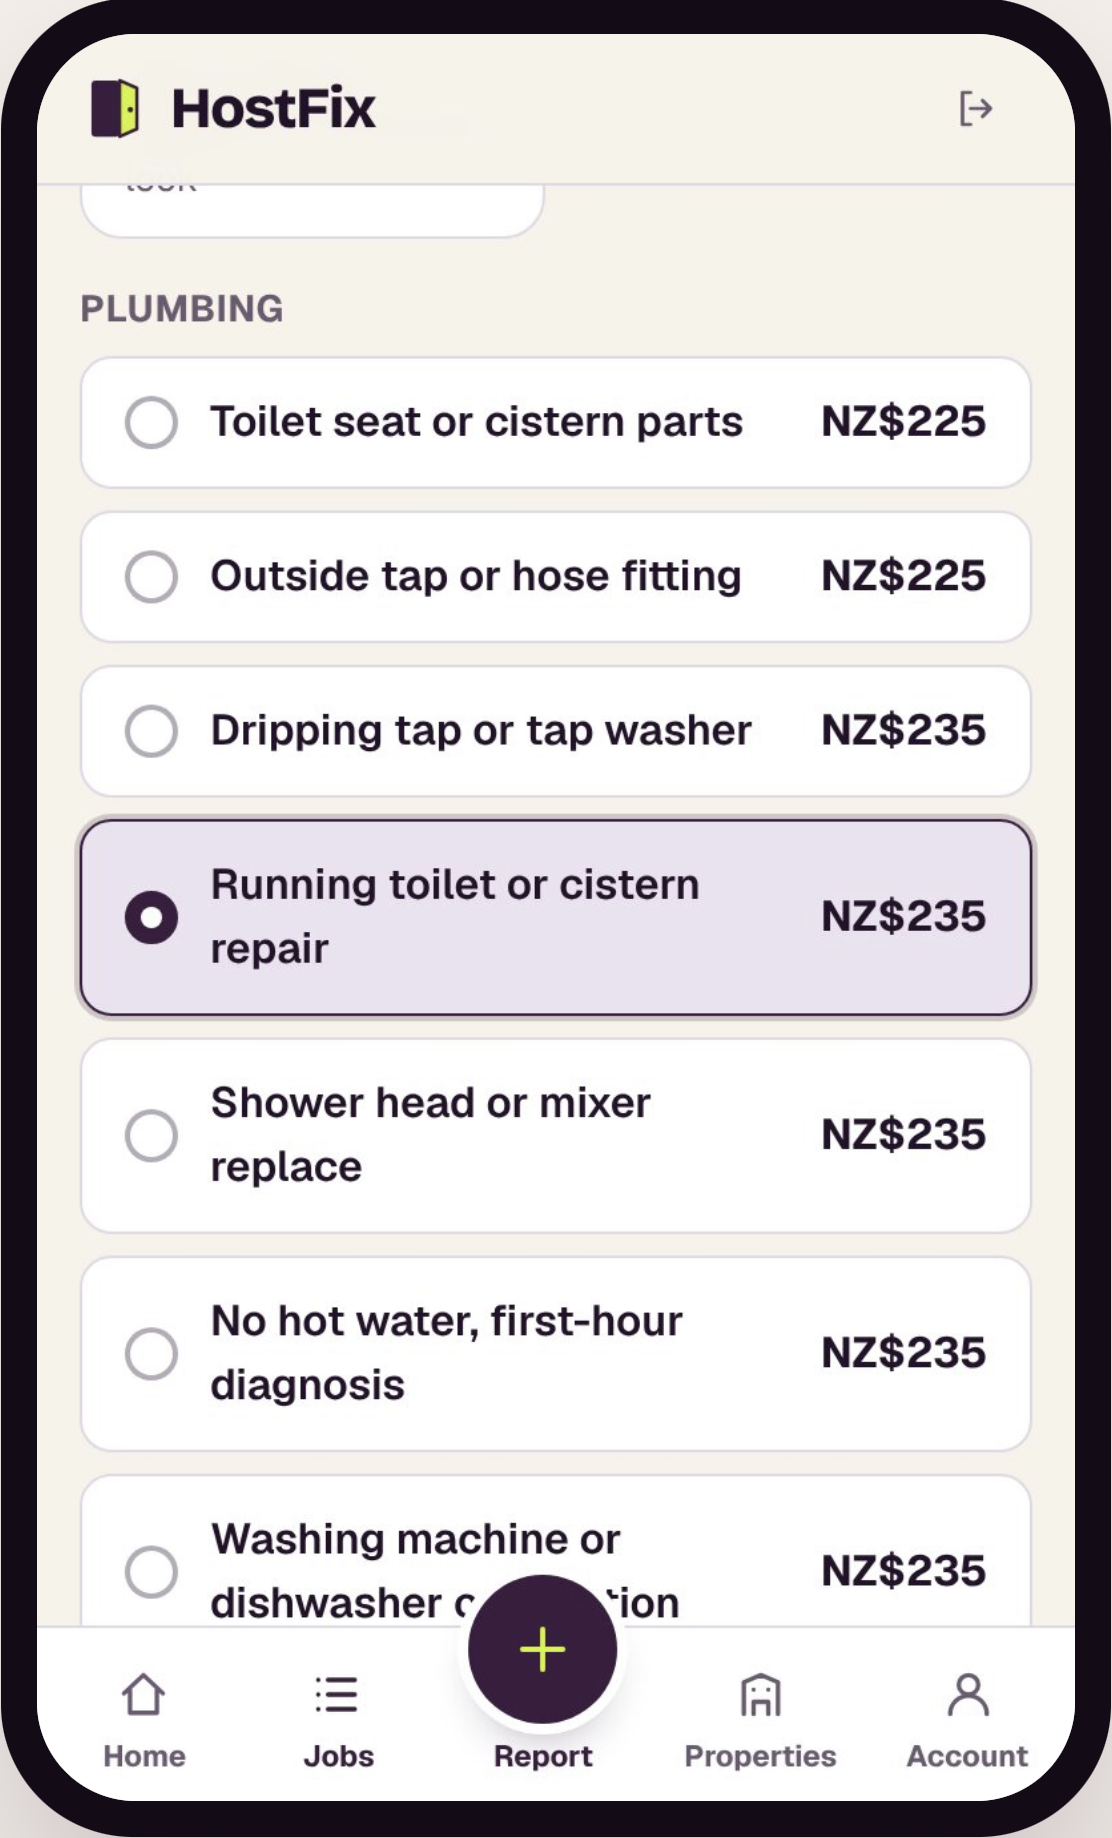 HostFix
look
PLUMBING
Toilet seat or cistern parts NZ$225
Outside tap or hose fitting NZ$225
Dripping tap or tap washer NZ$235
Running toilet or cistern
repair
NZ$235
Shower head or mixer
replace
NZ$235
No hot water, first-hour
diagnosis
NZ$235
Washing machine or
dishwasher
NZ$235
Home
Jobs
Report
Properties
Account